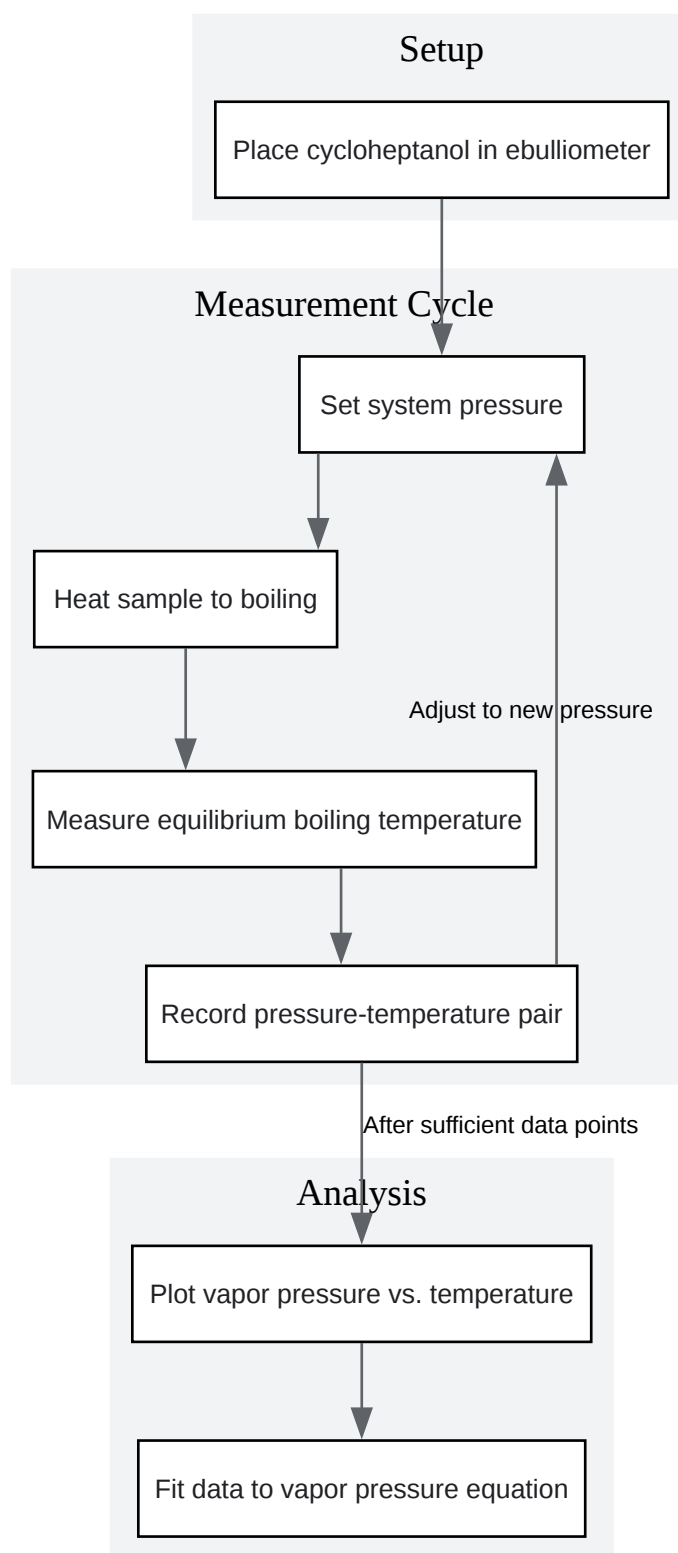 Setup
Place cycloheptanol in ebulliometer
Measurement Cycle
Set system pressure
Heat sample to boiling
Adjust to new pressure
Measure equilibrium boiling temperature
Record pressure-temperature pair
After sufficient data points
Analysis
Plot vapor pressure vs. temperature
Fit data to vapor pressure equation